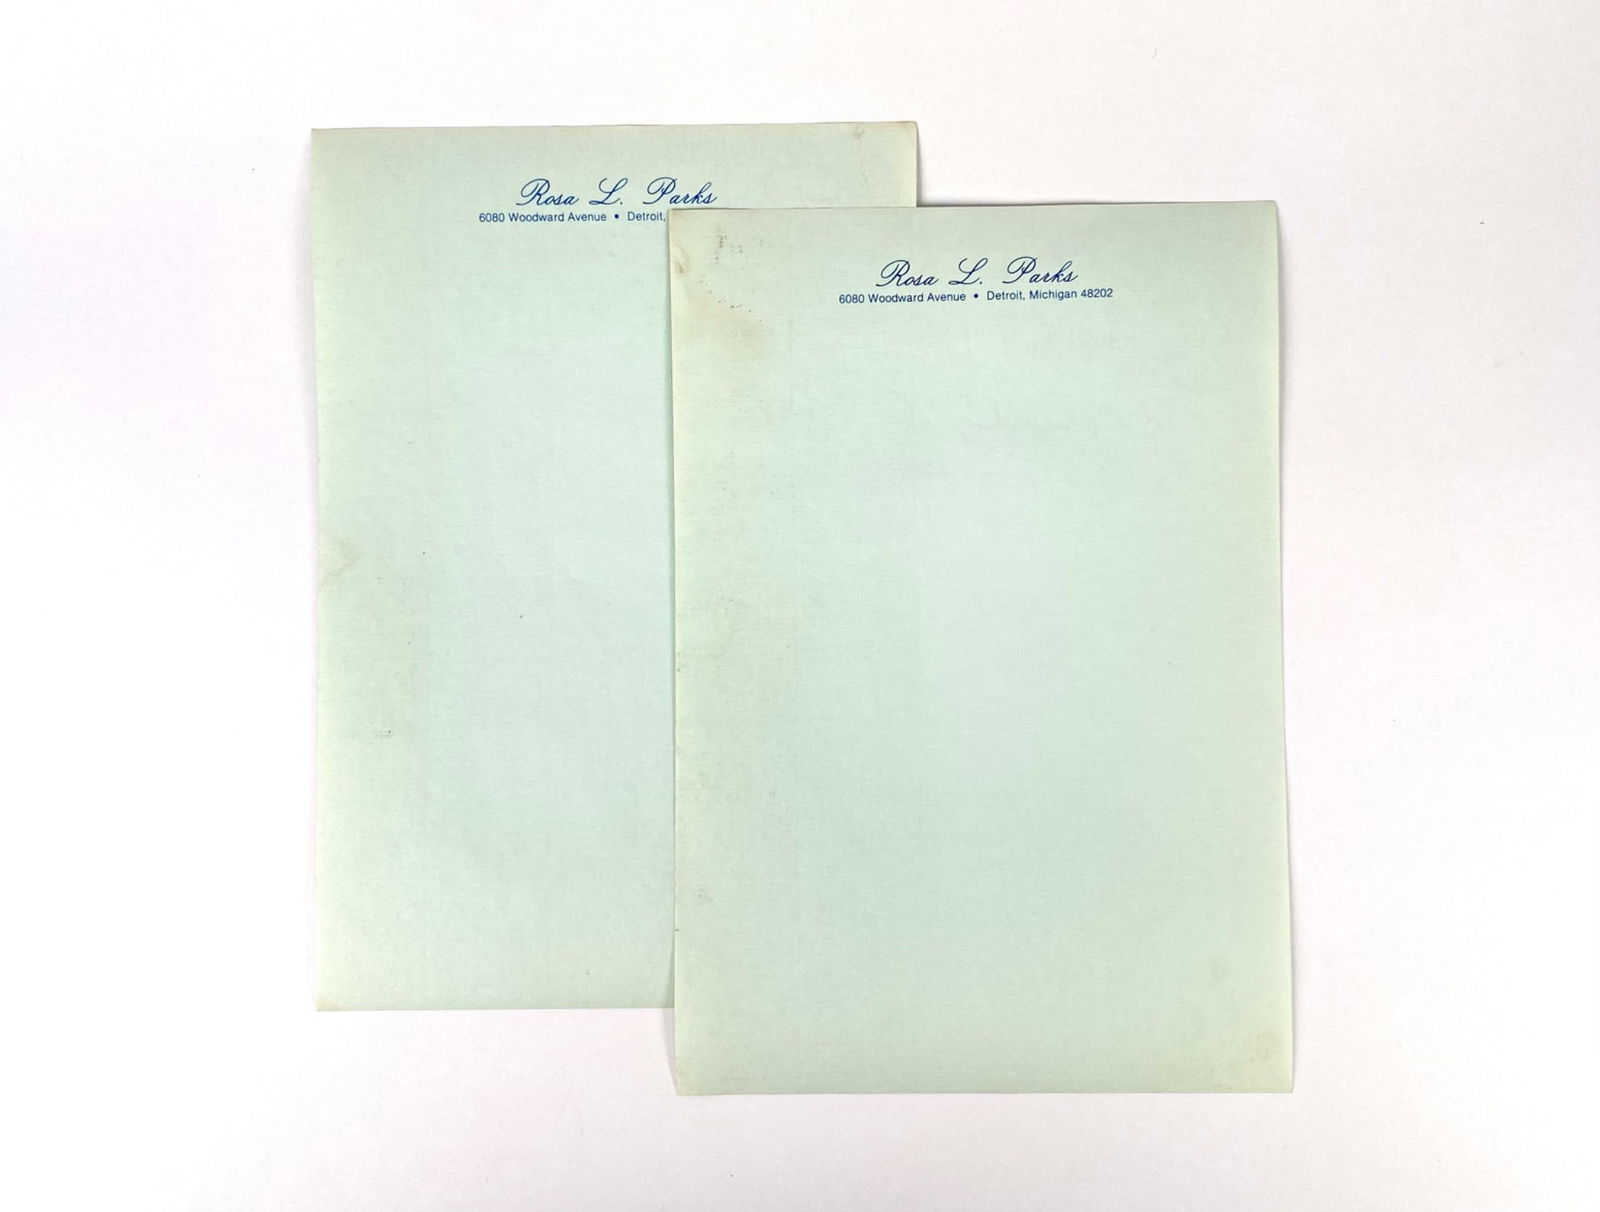 Rosa L. Parks
6080 Woodward Avenue • Detroit,
Rosa L. Parks
6080 Woodward Avenue • Detroit, Michigan 48202